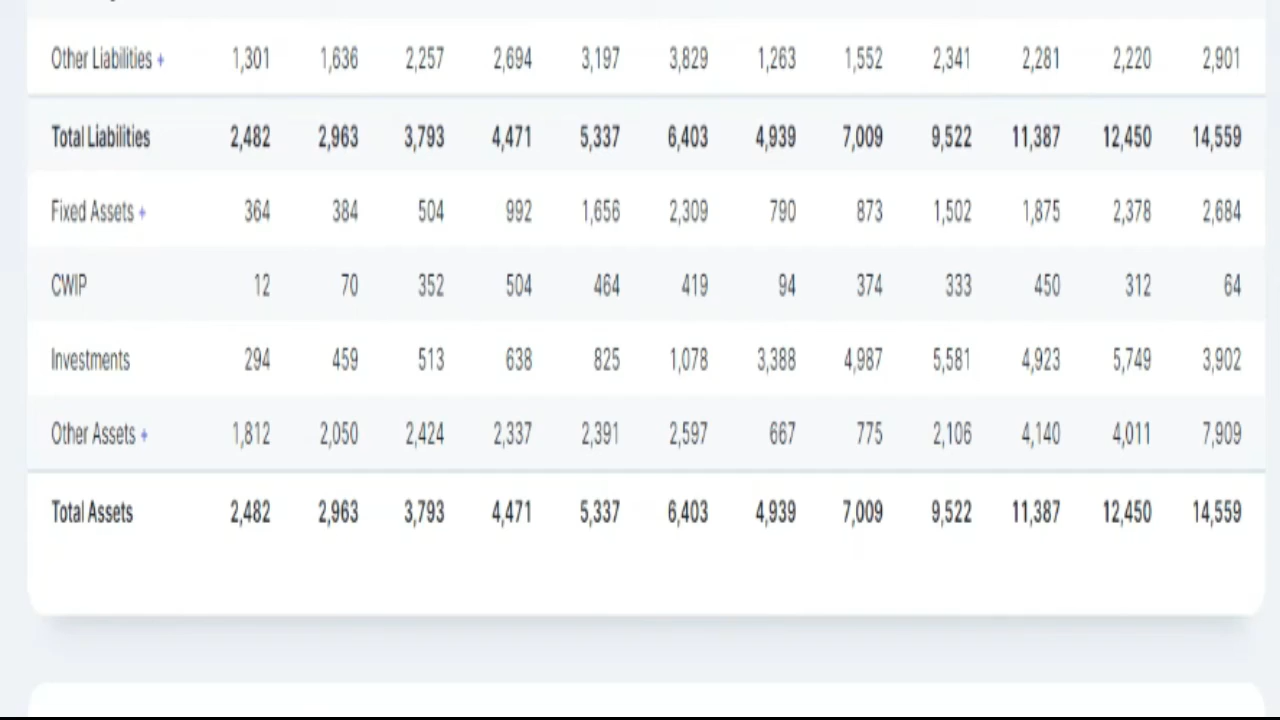 Other Liabilities + 1,301 1,636 2,257 2,694 3,197 3,829 1,263 1,552 2,341 2,281 2,220 2,901
Total Liabilities 2,482 2,963 3,793 4,471 5,337 6,403 4,939 7,009 9,522 11,387 12,450 14,559
Fixed Assets + 364 384 504 992 1,656 2,309 790 873 1,502 1,875 2,378 2,684
CWIP 12 70 352 504 464 419 94 374 333 450 312 64
Investments 294 459 513 638 825 1,078 3,388 4,987 5,581 4,923 5,749 3,902
Other Assets + 1,812 2,050 2,424 2,337 2,391 2,597 667 775 2,106 4,140 4,011 7,909
Total Assets 2,482 2,963 3,793 4,471 5,337 6,403 4,939 7,009 9,522 11,387 12,450 14,559